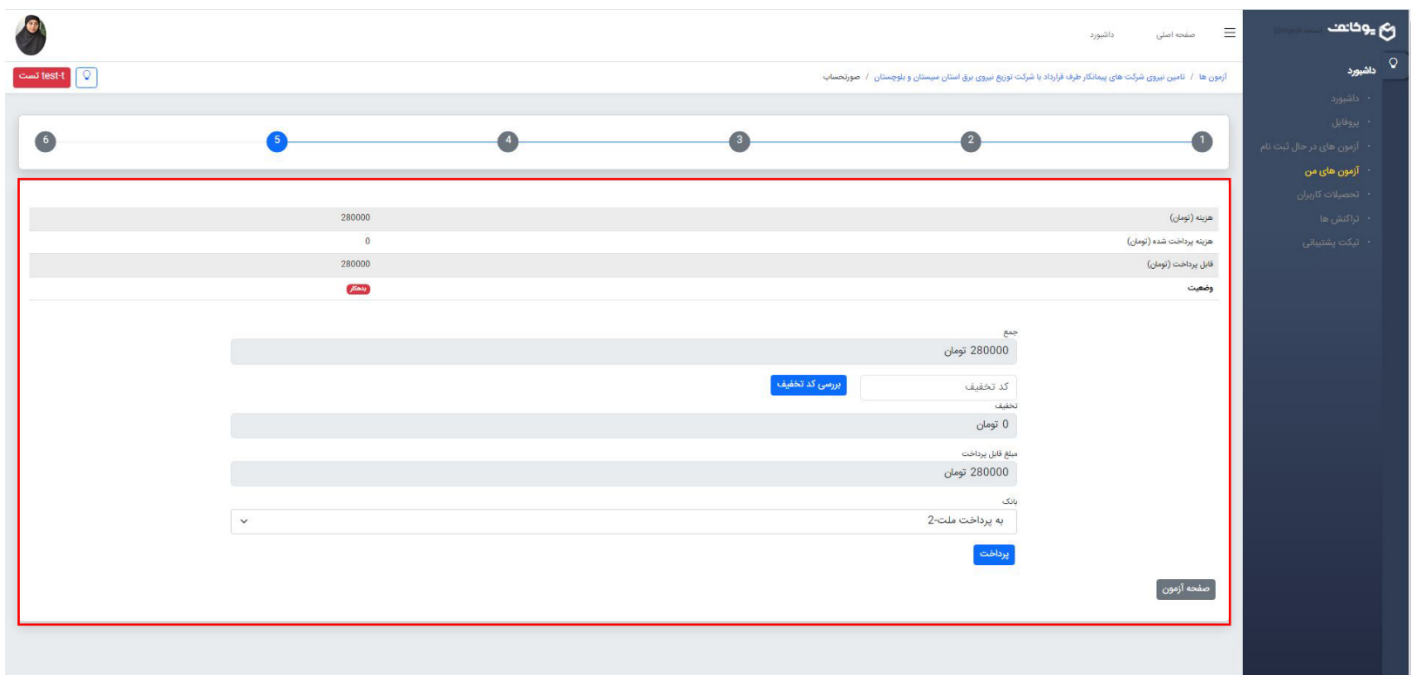 صفحه اصلی داشبورد
آزمون ها / تامین نیروی شرکت های پیمانکار طرف قرارداد با شرکت توزیع نیروی برق استان سیستان و بلوچستان / صورتحساب
test-t تست
داشبورد
داشبورد
پروفایل
آزمون های در حال ثبت نام
آزمون های من
تحصیلات کاربران
تراکنش ها
تیکت پشتیبانی
1 2 3 4 5 6
هزینه (تومان) 280000
هزینه پرداخت شده (تومان) 0
قابل پرداخت (تومان) 280000
وضعیت بدهکار
جمع
280000 تومان
کد تخفیف بررسی کد تخفیف
تخفیف
0 تومان
مبلغ قابل پرداخت
280000 تومان
بانک
به پرداخت ملت-2
پرداخت
صفحه آزمون